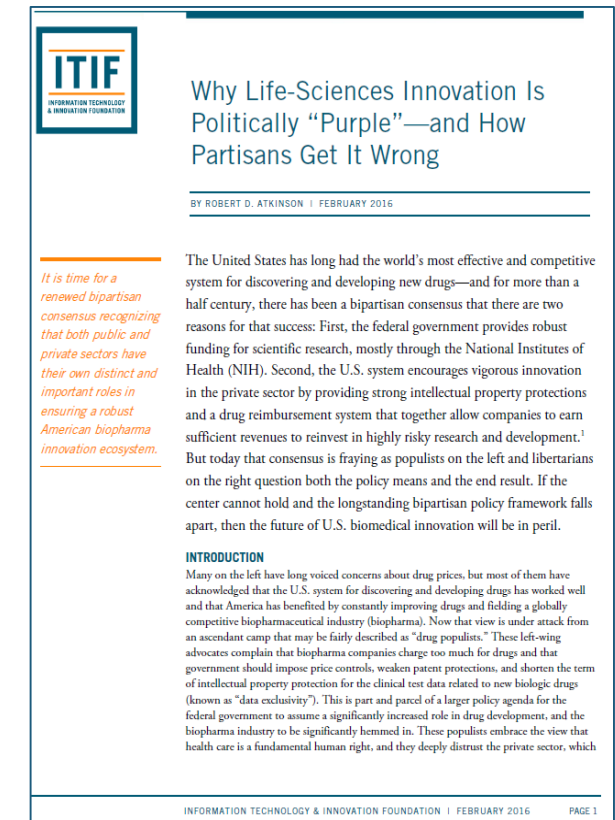 ITIF
INFORMATION TECHNOLOGY
& INNOVATION FOUNDATION
Why Life-Sciences Innovation Is
Politically “Purple”—and How
Partisans Get It Wrong
BY ROBERT D. ATKINSON | FEBRUARY 2016
It is time for a
renewed bipartisan
consensus recognizing
that both public and
private sectors have
their own distinct and
important roles in
ensuring a robust
American biopharma
innovation ecosystem.
The United States has long had the world’s most effective and competitive
system for discovering and developing new drugs—and for more than a
half century, there has been a bipartisan consensus that there are two
reasons for that success: First, the federal government provides robust
funding for scientific research, mostly through the National Institutes of
Health (NIH). Second, the U.S. system encourages vigorous innovation
in the private sector by providing strong intellectual property protections
and a drug reimbursement system that together allow companies to earn
sufficient revenues to reinvest in highly risky research and development.1
But today that consensus is fraying as populists on the left and libertarians
on the right question both the policy means and the end result. If the
center cannot hold and the longstanding bipartisan policy framework falls
apart, then the future of U.S. biomedical innovation will be in peril.
INTRODUCTION
Many on the left have long voiced concerns about drug prices, but most of them have
acknowledged that the U.S. system for discovering and developing drugs has worked well
and that America has benefited by constantly improving drugs and fielding a globally
competitive biopharmaceutical industry (biopharma). Now that view is under attack from
an ascendant camp that may be fairly described as “drug populists.” These left-wing
advocates complain that biopharma companies charge too much for drugs and that
government should impose price controls, weaken patent protections, and shorten the term
of intellectual property protection for the clinical test data related to new biologic drugs
(known as “data exclusivity”). This is part and parcel of a larger policy agenda for the
federal government to assume a significantly increased role in drug development, and the
biopharma industry to be significantly hemmed in. These populists embrace the view that
health care is a fundamental human right, and they deeply distrust the private sector, which
INFORMATION TECHNOLOGY & INNOVATION FOUNDATION | FEBRUARY 2016 PAGE 1